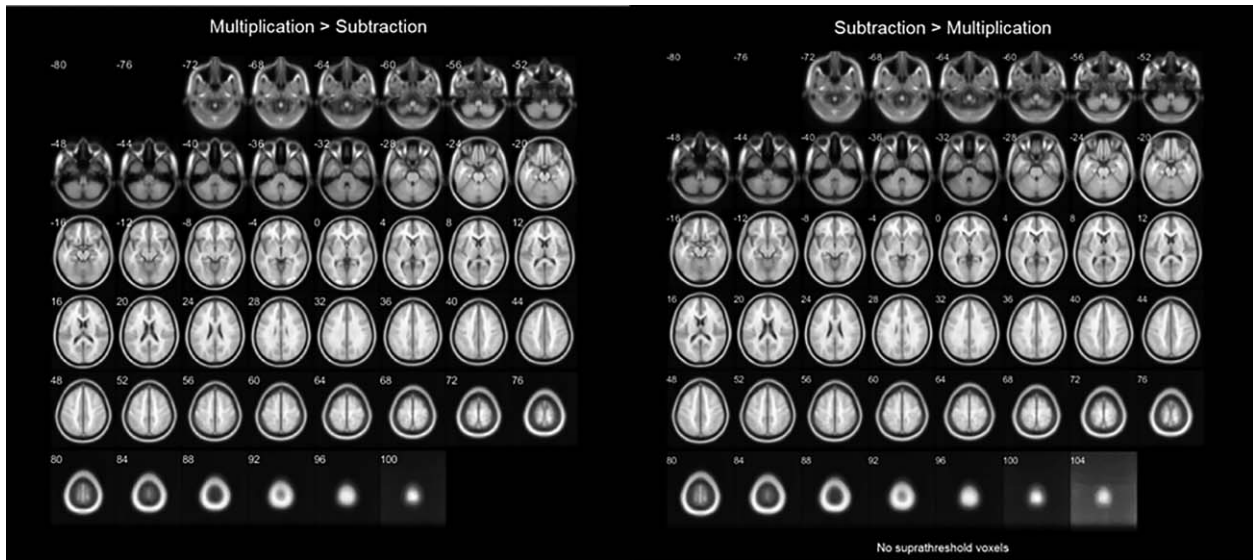 Multiplication > Subtraction
-80 -76 -72 -68 -64 -60 -56 -52
-48 -44 -40 -36 -32 -28 -24 -20
-16 -12 -8 -4 0 4 8 12
16 20 24 28 32 36 40 44
48 52 56 60 64 68 72 76
80 84 88 92 96 100
Subtraction > Multiplication
-80 -76 -72 -68 -64 -60 -56 -52
-48 -44 -40 -36 -32 -28 -24 -20
-16 -12 -8 -4 0 4 8 12
16 20 24 28 32 36 40 44
48 52 56 60 64 68 72 76
80 84 88 92 96 100 104
No suprathreshold voxels